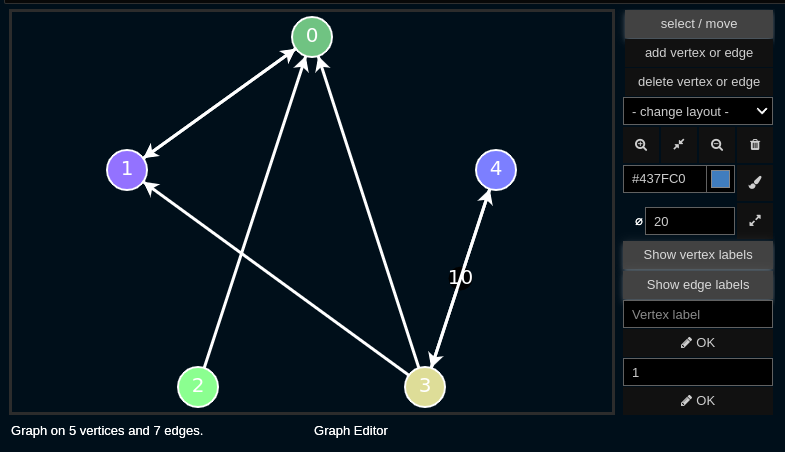 0
1
4
10
2
3
Graph on 5 vertices and 7 edges.
Graph Editor
select / move
add vertex or edge
delete vertex or edge
- change layout -
#437FC0
⌀ 20
Show vertex labels
Show edge labels
Vertex label
OK
1
OK